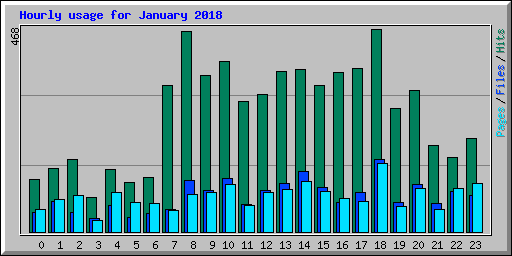 Hourly usage for January 2018
468
Pages/Files/Hits
0 1 2 3 4 5 6 7 8 9 10 11 12 13 14 15 16 17 18 19 20 21 22 23